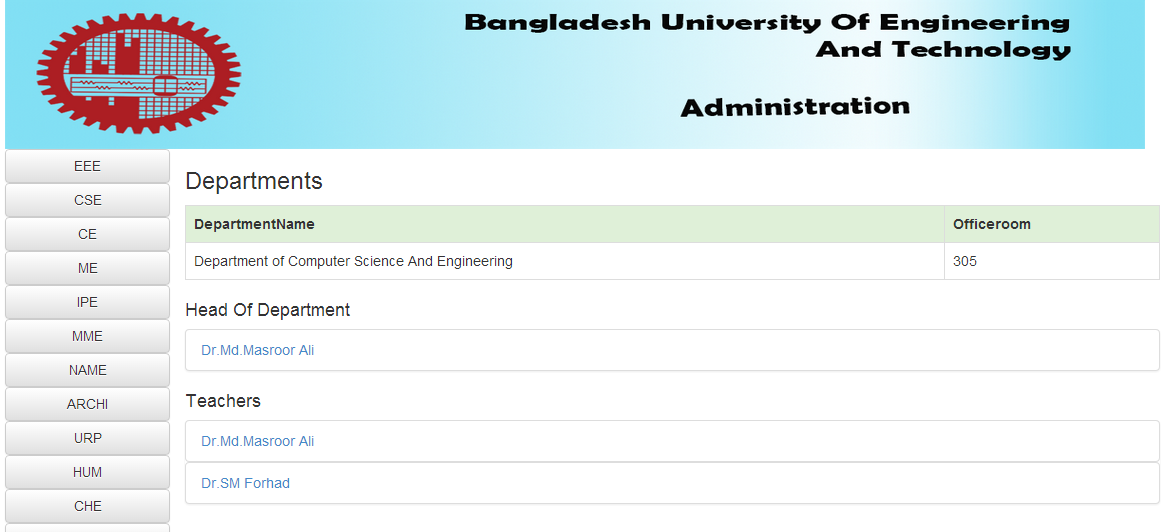 Bangladesh University Of Engineering
And Technology
Administration
EEE
CSE
CE
ME
IPE
MME
NAME
ARCHI
URP
HUM
CHE
Departments
DepartmentName Officeroom
Department of Computer Science And Engineering 305
Head Of Department
Dr.Md.Masroor Ali
Teachers
Dr.Md.Masroor Ali
Dr.SM Forhad